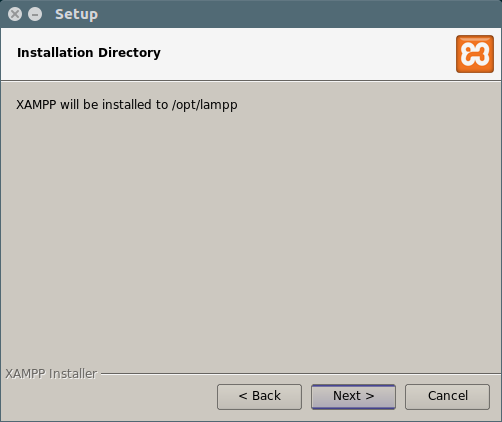 Setup
Installation Directory
XAMPP will be installed to /opt/lampp
XAMPP Installer
< Back
Next >
Cancel